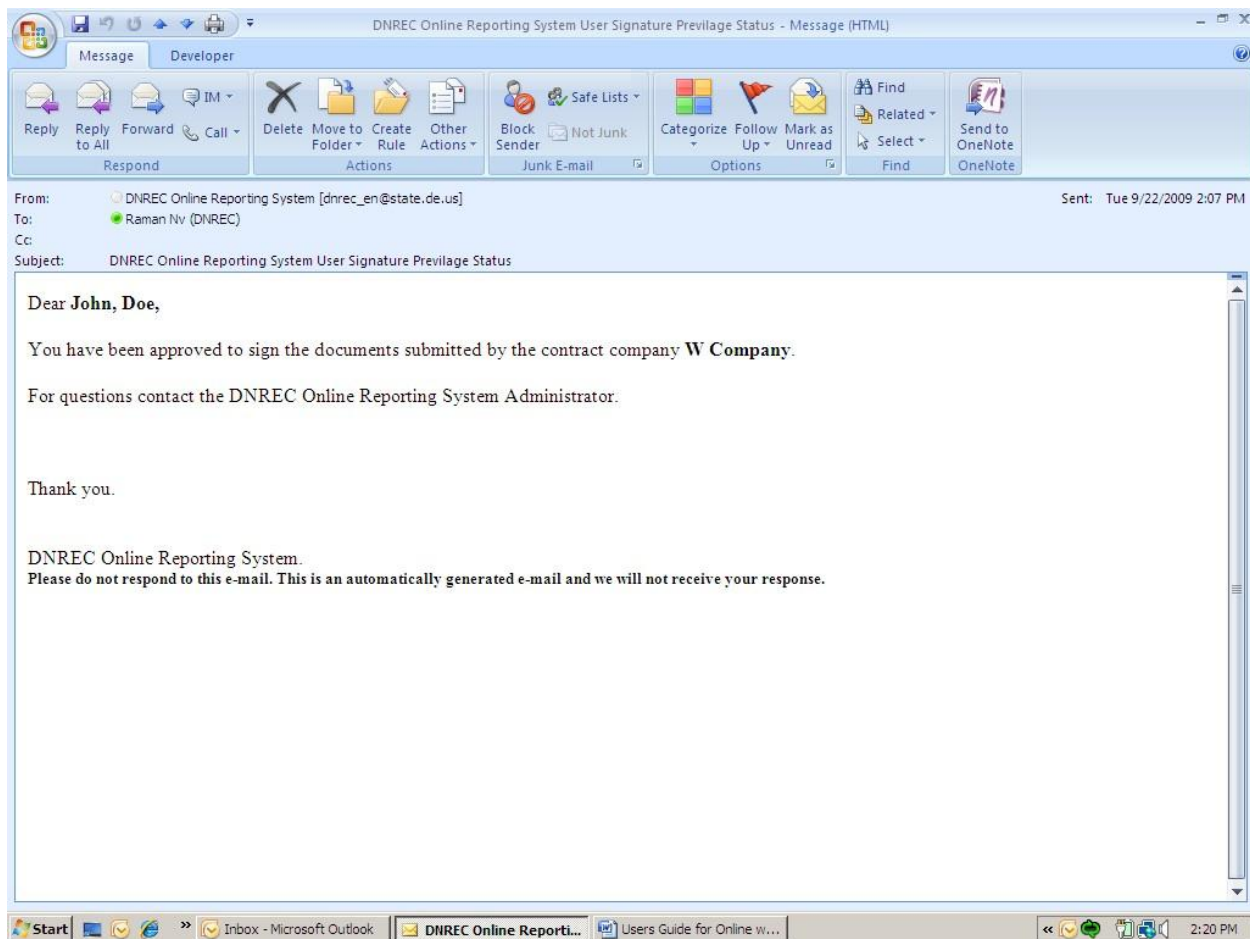 DNREC Online Reporting System User Signature Previlage Status - Message (HTML)
Message Developer
Reply
Reply to All
Forward
IM
Call
Respond
Delete
Move to Folder
Create Rule
Other Actions
Actions
Block Sender
Safe Lists
Not Junk
Junk E-mail
Categorize
Follow Up
Mark as Unread
Options
Find
Related
Select
Find
Send to OneNote
OneNote
From: DNREC Online Reporting System [dnrec_en@state.de.us] Sent: Tue 9/22/2009 2:07 PM
To: Raman Nv (DNREC)
Cc:
Subject: DNREC Online Reporting System User Signature Previlage Status
Dear John, Doe,
You have been approved to sign the documents submitted by the contract company W Company.
For questions contact the DNREC Online Reporting System Administrator.
Thank you.
DNREC Online Reporting System.
Please do not respond to this e-mail. This is an automatically generated e-mail and we will not receive your response.
Start » Inbox - Microsoft Outlook DNREC Online Reporti... Users Guide for Online w... « 2:20 PM